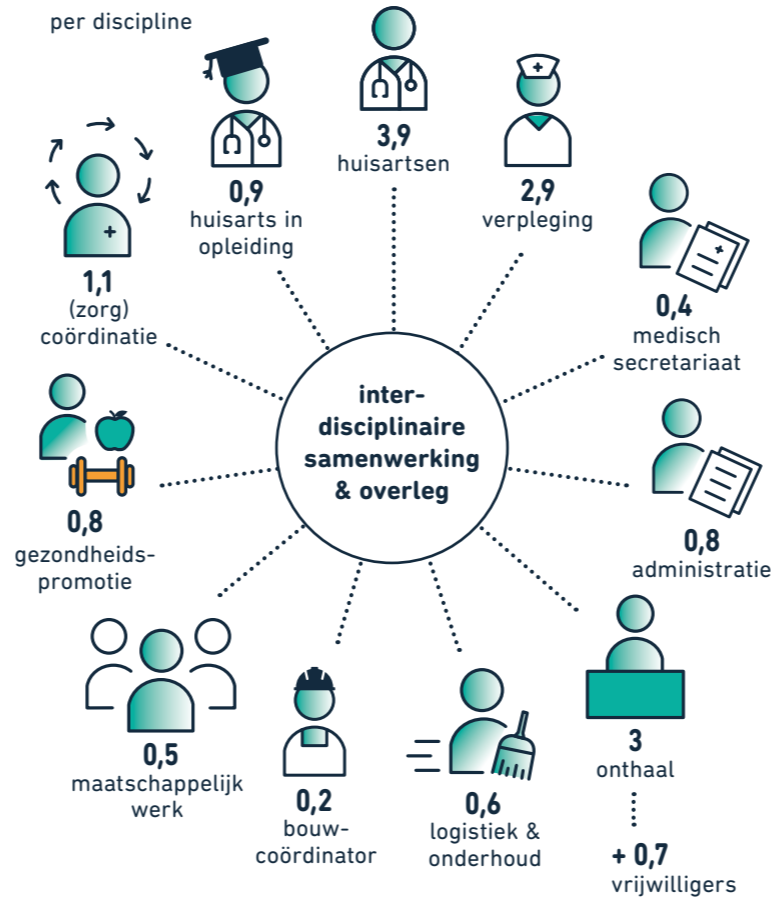 per discipline
3,9
huisartsen
2,9
verpleging
0,4
medisch
secretariaat
0,8
administratie
3
onthaal
+ 0,7
vrijwilligers
0,6
logistiek &
onderhoud
0,2
bouw-
coördinator
0,5
maatschappelijk
werk
0,8
gezondheids-
promotie
1,1
(zorg)
coördinatie
0,9
huisarts in
opleiding
inter-
disciplinaire
samenwerking
& overleg